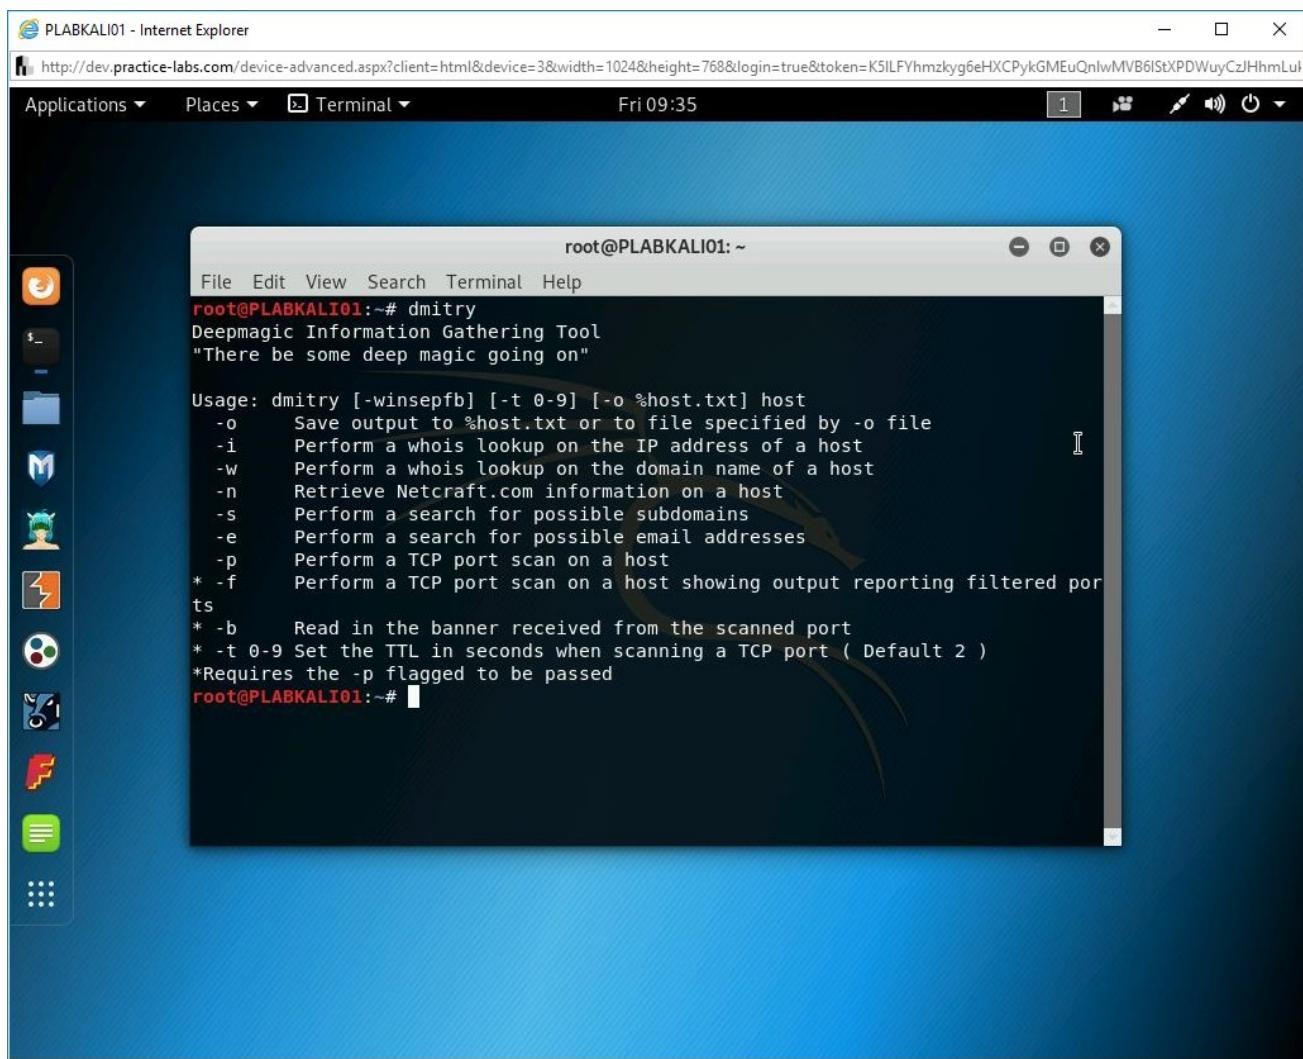 PLABKALI01 - Internet Explorer
http://dev.practice-labs.com/device-advanced.aspx?client=html&device=3&width=1024&height=768&login=true&token=
Applications Places Terminal Fri 09:35 1
root@PLABKALI01: ~
File Edit View Search Terminal Help
root@PLABKALI01:~# dmitry
Deepmagic Information Gathering Tool
"There be some deep magic going on"
Usage: dmitry [-winsepfb] [-t 0-9] [-o %host.txt] host
-o Save output to %host.txt or to file specified by -o file
-i Perform a whois lookup on the IP address of a host
-w Perform a whois lookup on the domain name of a host
-n Retrieve Netcraft.com information on a host
-s Perform a search for possible subdomains
-e Perform a search for possible email addresses
-p Perform a TCP port scan on a host
* -f Perform a TCP port scan on a host showing output reporting filtered por
ts
* -b Read in the banner received from the scanned port
* -t 0-9 Set the TTL in seconds when scanning a TCP port ( Default 2 )
*Requires the -p flagged to be passed
root@PLABKALI01:~#